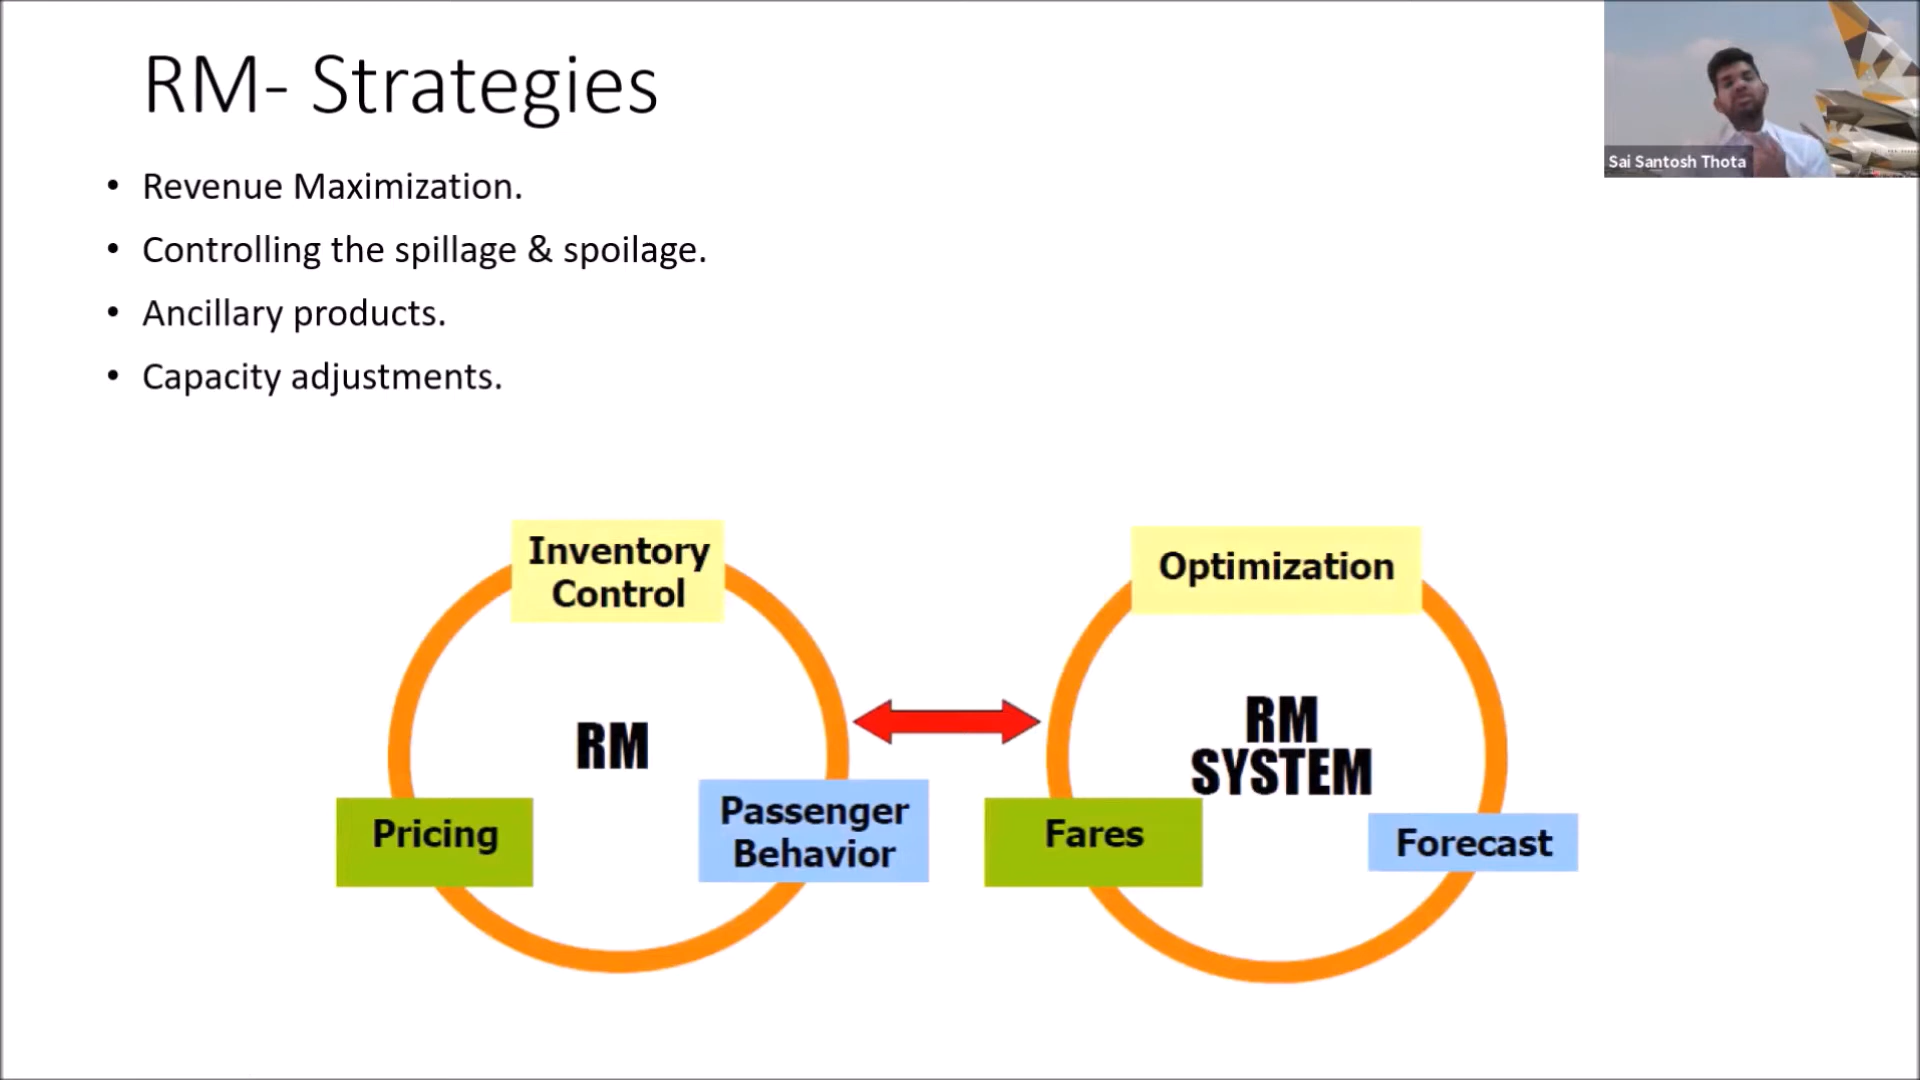 RM- Strategies
Sai Santosh Thota
• Revenue Maximization.
• Controlling the spillage & spoilage.
• Ancillary products.
• Capacity adjustments.
Inventory
Control
RM
Pricing
Passenger
Behavior
Optimization
RM
SYSTEM
Fares
Forecast